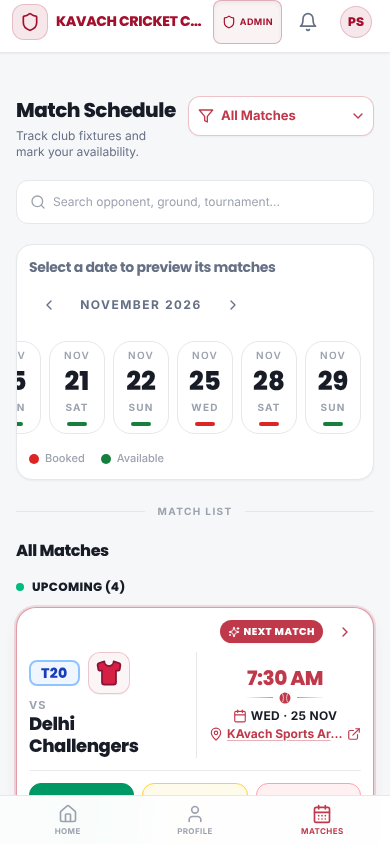 KAVACH CRICKET C...
ADMIN
PS
Match Schedule
Track club fixtures and
mark your availability.
All Matches
Search opponent, ground, tournament...
Select a date to preview its matches
NOVEMBER 2026
NOV NOV NOV NOV NOV
21 22 25 28 29
SAT SUN WED SAT SUN
Booked Available
MATCH LIST
All Matches
UPCOMING (4)
NEXT MATCH
T20
VS
Delhi
Challengers
7:30 AM
WED · 25 NOV
KAvach Sports Ar...
HOME PROFILE MATCHES